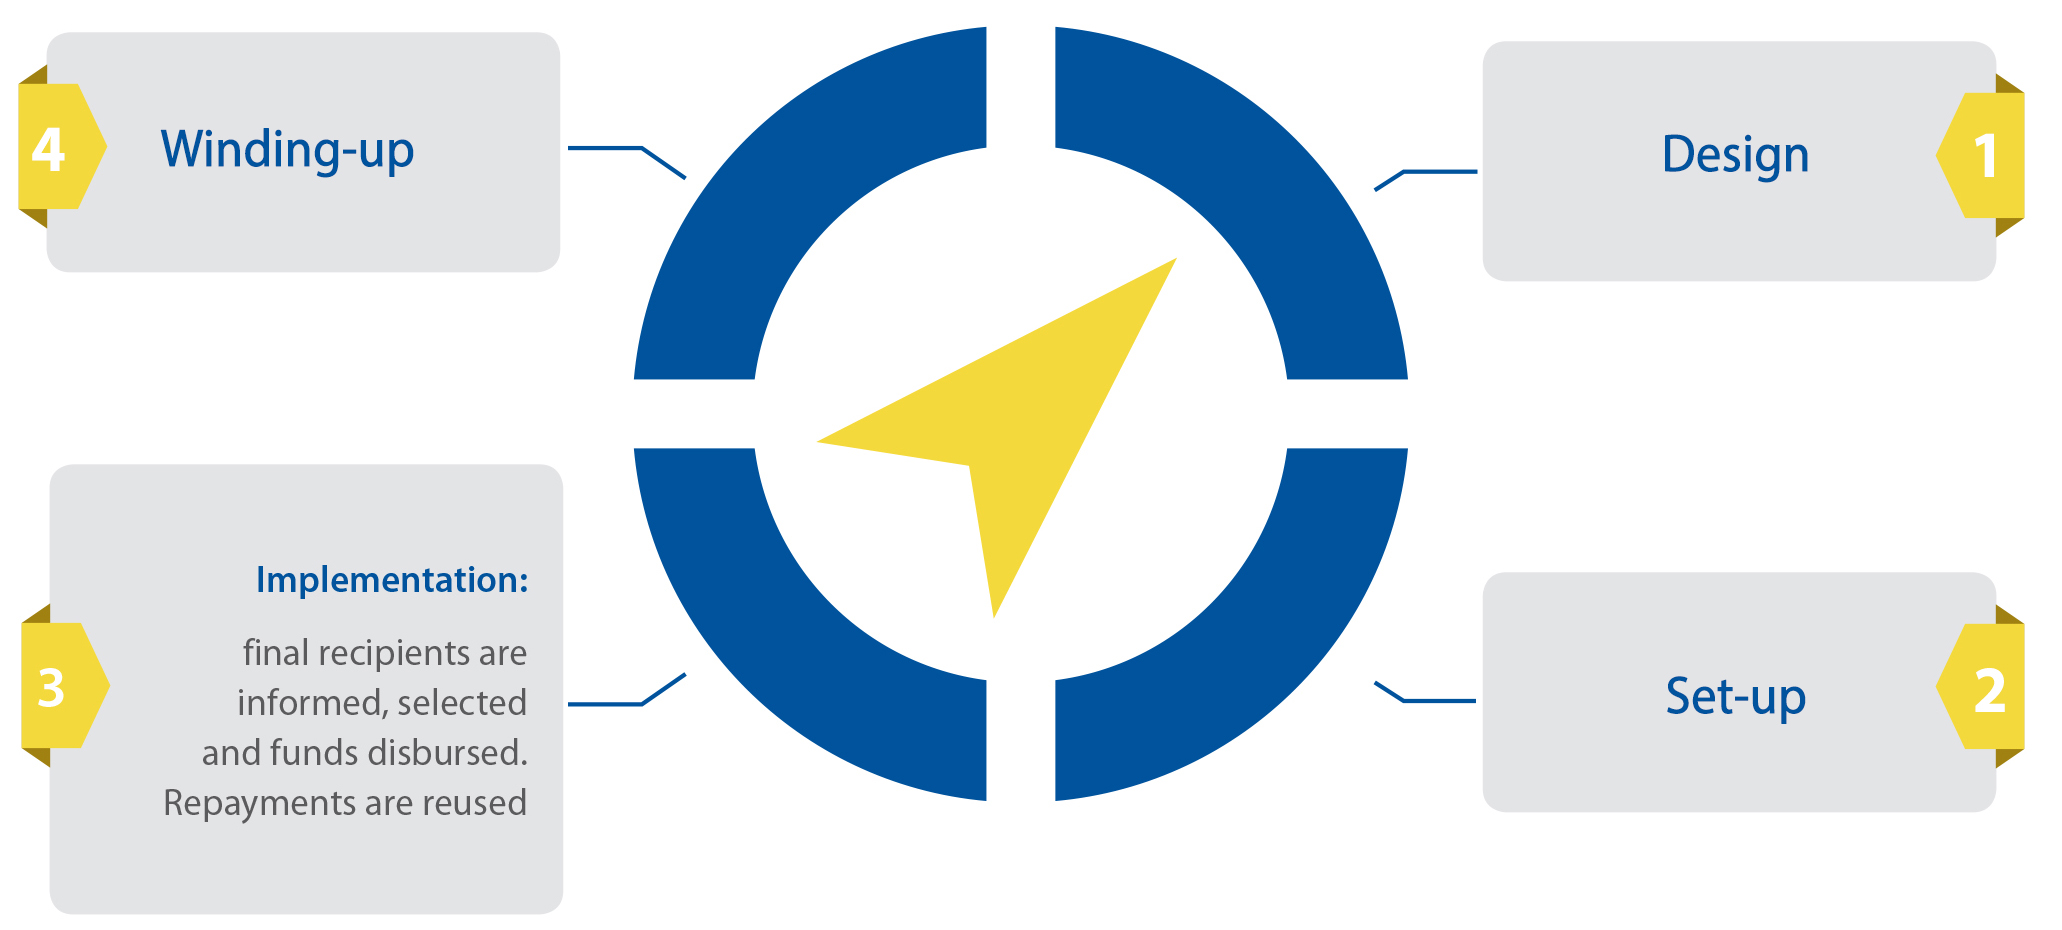 4
Winding-up
Design
1
Implementation:
final recipients are
informed, selected
and funds disbursed.
Repayments are reused
3
Set-up
2